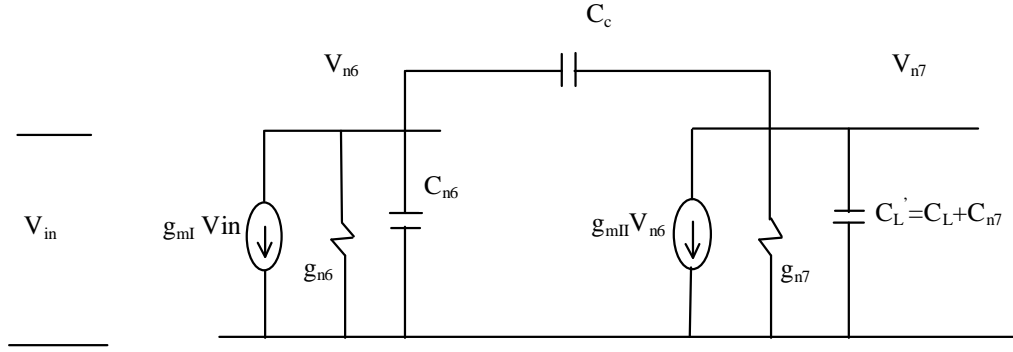 C_c
V_n6
V_n7
C_n6
V_in
g_mI Vin
g_n6
g_mII V_n6
g_n7
C_L'=C_L+C_n7